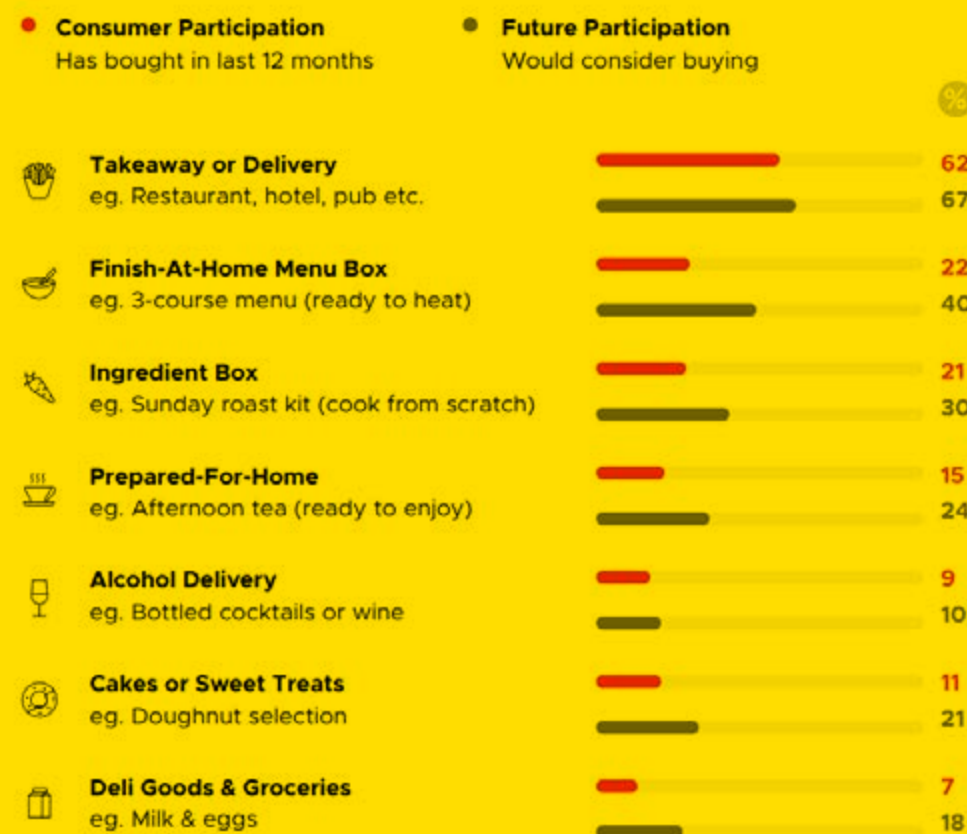 Consumer Participation
Has bought in last 12 months
Future Participation
Would consider buying
%
Takeaway or Delivery
eg. Restaurant, hotel, pub etc.
62
67
Finish-At-Home Menu Box
eg. 3-course menu (ready to heat)
22
40
Ingredient Box
eg. Sunday roast kit (cook from scratch)
21
30
Prepared-For-Home
eg. Afternoon tea (ready to enjoy)
15
24
Alcohol Delivery
eg. Bottled cocktails or wine
9
10
Cakes or Sweet Treats
eg. Doughnut selection
11
21
Deli Goods & Groceries
eg. Milk & eggs
7
18